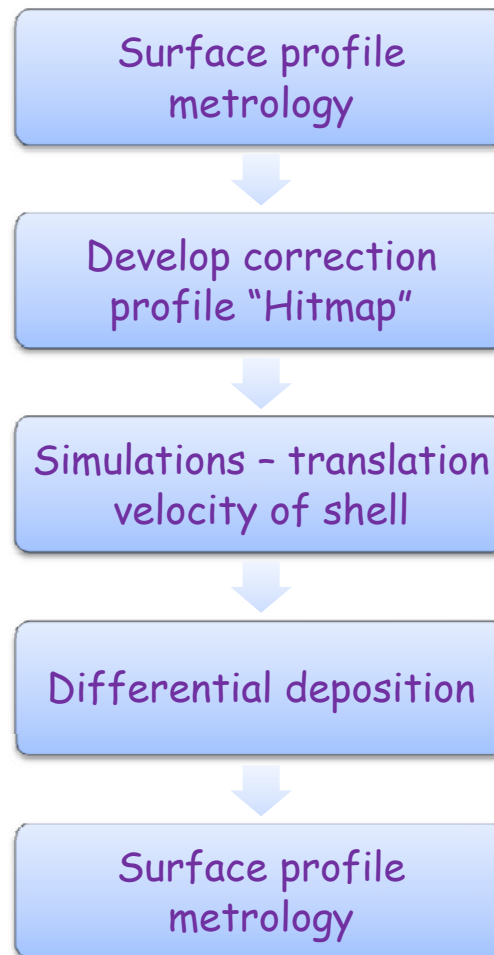 Surface profile
metrology
Develop correction
profile “Hitmap”
Simulations – translation
velocity of shell
Differential deposition
Surface profile
metrology